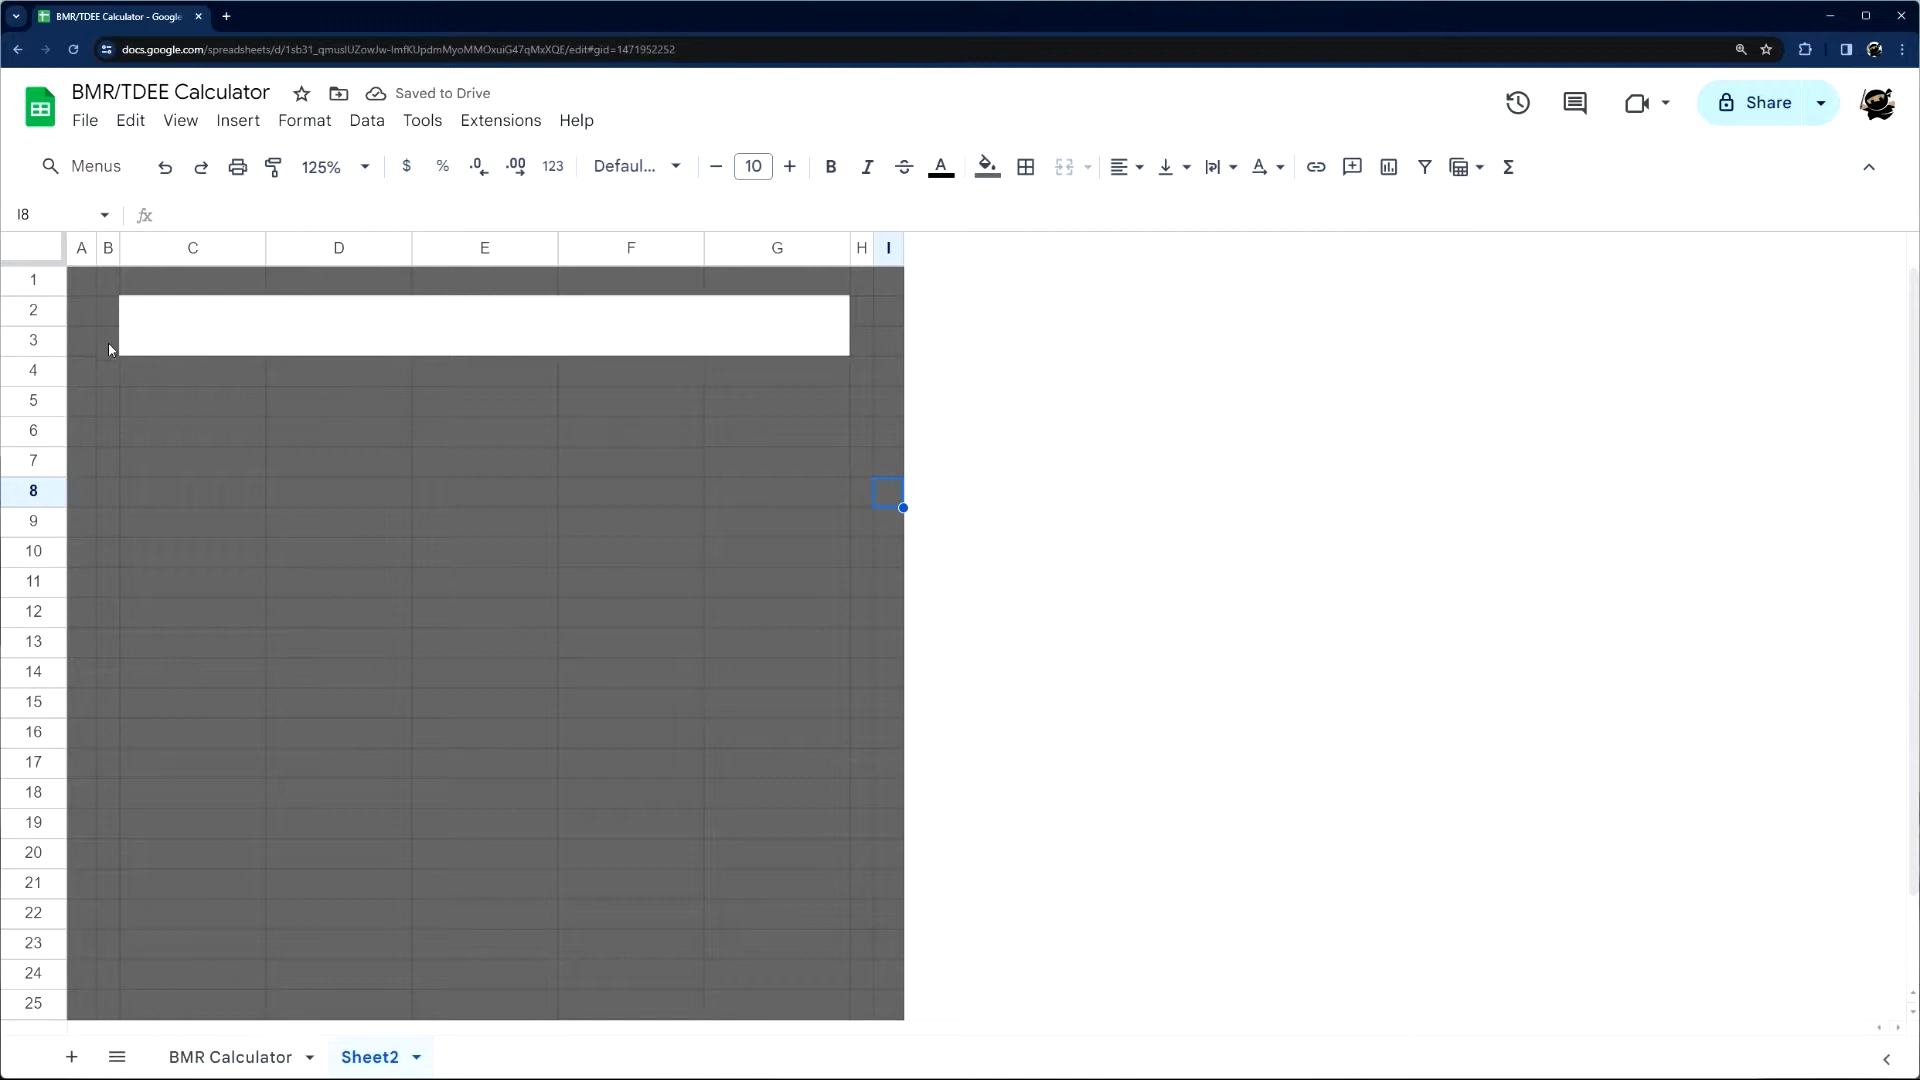 BMR/TDEE Calculator - Google
docs.google.com/spreadsheets/d/1sb31_qmuslUZowJw-lmfKUpdmMyoMMOxuiG47qMxXQE/edit#gid=1471952252
BMR/TDEE Calculator
Saved to Drive
File Edit View Insert Format Data Tools Extensions Help
Share
Menus 125% $ % .0 .00 123 Defaul... 10 B I S A A Σ
I8 fx
A B C D E F G H I
1
2
3
4
5
6
7
8
9
10
11
12
13
14
15
16
17
18
19
20
21
22
23
24
25
BMR Calculator Sheet2